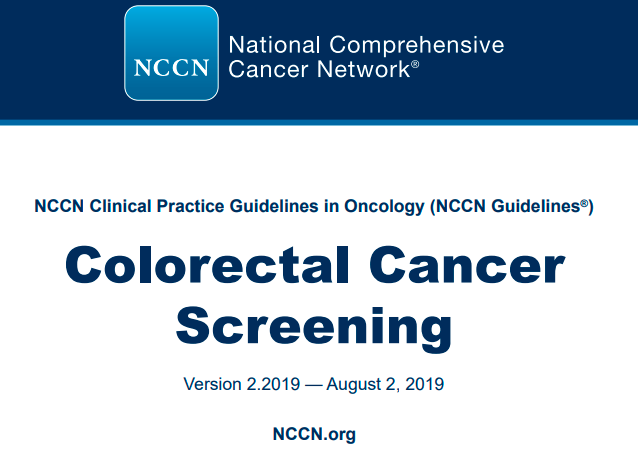 NCCN
National Comprehensive
Cancer Network®
NCCN Clinical Practice Guidelines in Oncology (NCCN Guidelines®)
Colorectal Cancer
Screening
Version 2.2019 — August 2, 2019
NCCN.org